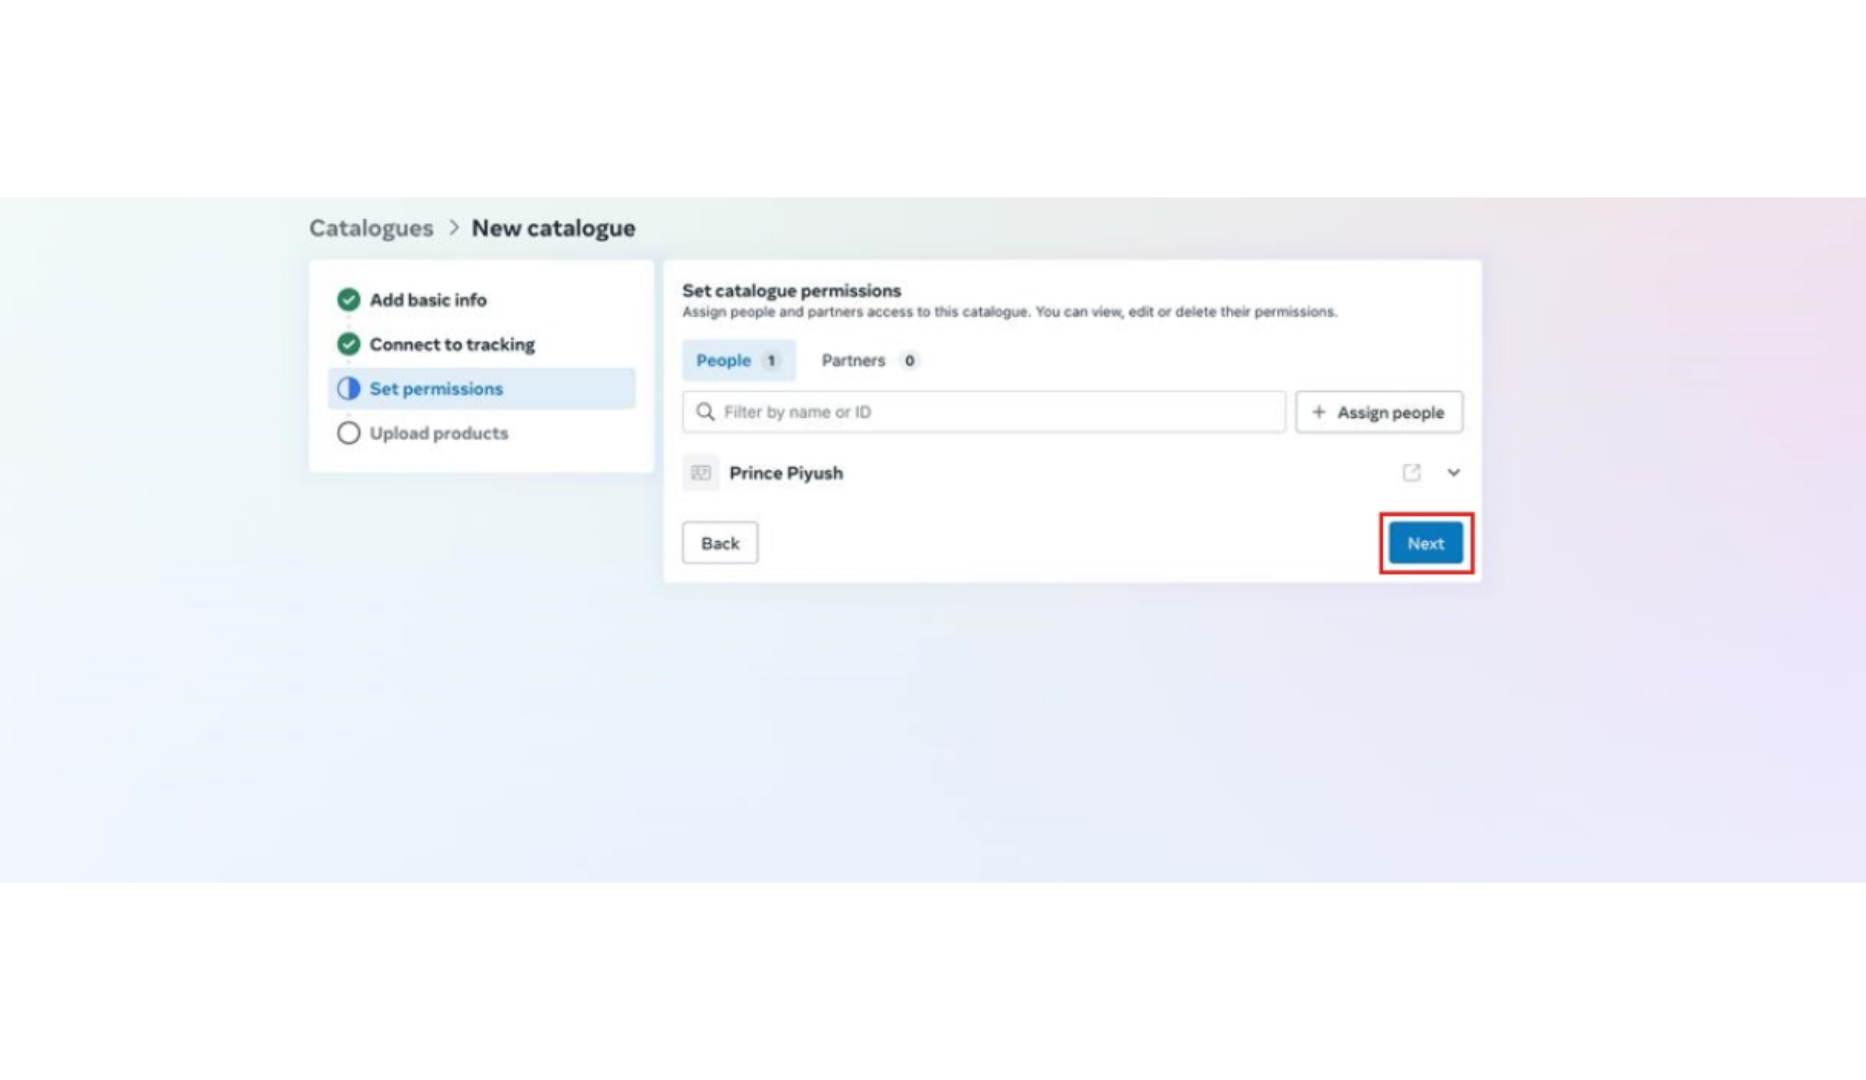 Catalogues > New catalogue
Add basic info
Connect to tracking
Set permissions
Upload products
Set catalogue permissions
Assign people and partners access to this catalogue. You can view, edit or delete their permissions.
People 1 Partners 0
Filter by name or ID
+ Assign people
Prince Piyush
Back
Next